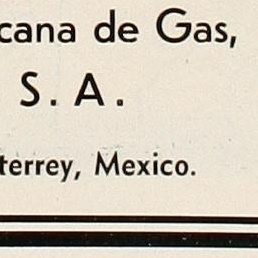 cana de Gas,
S. A.
terrey, Mexico.